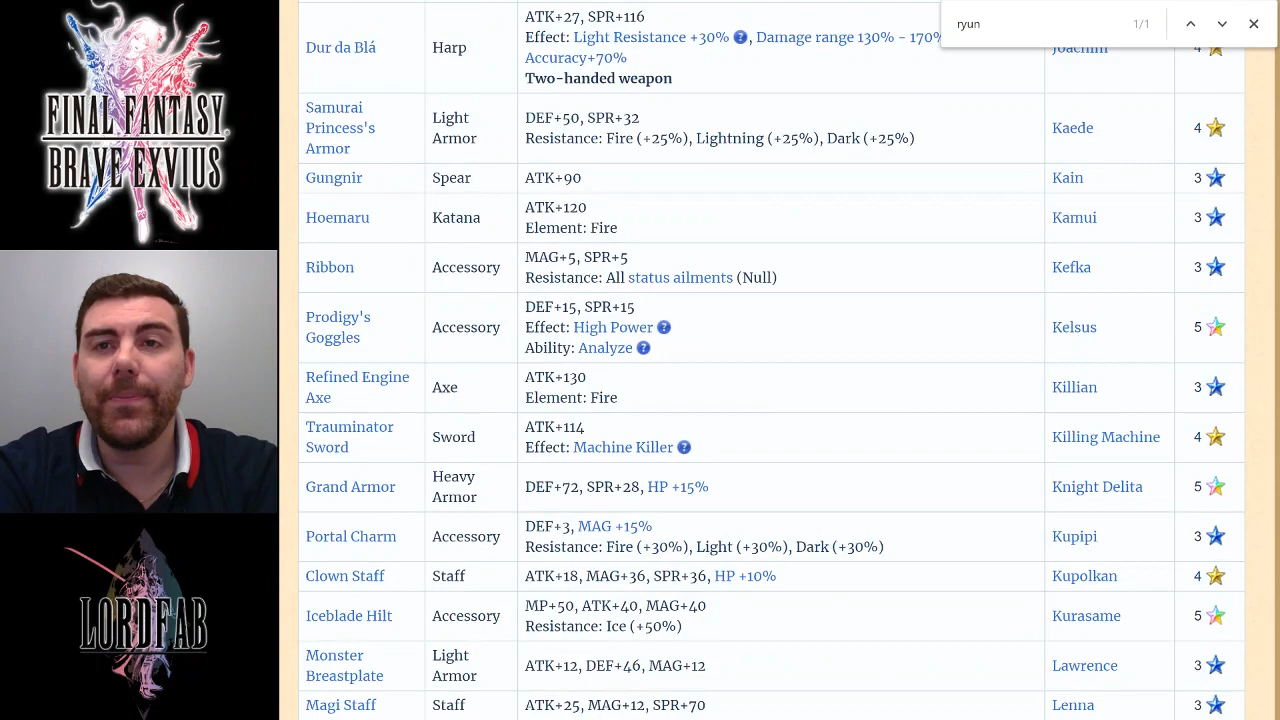 FINAL FANTASY
BRAVE EXVIUS
LORDFAB
ryun
1/1
ATK+27, SPR+116
Dur da Blá
Harp
Effect: Light Resistance +30% ?, Damage range 130% - 170%
Accuracy+70%
Two-handed weapon
Joachim
4
Samurai
Princess's
Armor
Light
Armor
DEF+50, SPR+32
Resistance: Fire (+25%), Lightning (+25%), Dark (+25%)
Kaede
4
Gungnir
Spear
ATK+90
Kain
3
Hoemaru
Katana
ATK+120
Element: Fire
Kamui
3
Ribbon
Accessory
MAG+5, SPR+5
Resistance: All status ailments (Null)
Kefka
3
Prodigy's
Goggles
Accessory
DEF+15, SPR+15
Effect: High Power ?
Ability: Analyze ?
Kelsus
5
Refined Engine
Axe
Axe
ATK+130
Element: Fire
Killian
3
Trauminator
Sword
Sword
ATK+114
Effect: Machine Killer ?
Killing Machine
4
Grand Armor
Heavy
Armor
DEF+72, SPR+28, HP +15%
Knight Delita
5
Portal Charm
Accessory
DEF+3, MAG +15%
Resistance: Fire (+30%), Light (+30%), Dark (+30%)
Kupipi
3
Clown Staff
Staff
ATK+18, MAG+36, SPR+36, HP +10%
Kupolkan
4
Iceblade Hilt
Accessory
MP+50, ATK+40, MAG+40
Resistance: Ice (+50%)
Kurasame
5
Monster
Breastplate
Light
Armor
ATK+12, DEF+46, MAG+12
Lawrence
3
Magi Staff
Staff
ATK+25, MAG+12, SPR+70
Lenna
3